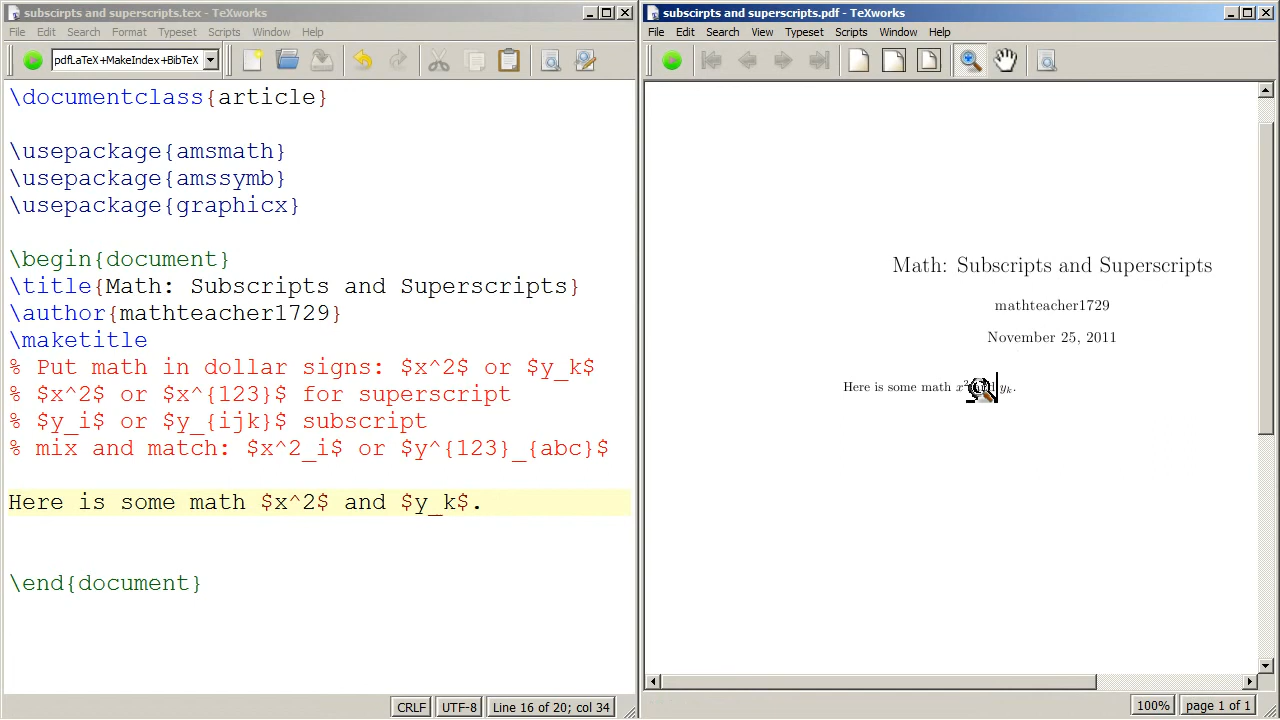 subscirpts and superscripts.tex - TeXworks
File Edit Search Format Typeset Scripts Window Help
pdfLaTeX+MakeIndex+BibTeX
\documentclass{article}
\usepackage{amsmath}
\usepackage{amssymb}
\usepackage{graphicx}
\begin{document}
\title{Math: Subscripts and Superscripts}
\author{mathteacher1729}
\maketitle
% Put math in dollar signs: $x^2$ or $y_k$
% $x^2$ or $x^{123}$ for superscript
% $y_i$ or $y_{ijk}$ subscript
% mix and match: $x^2_i$ or $y^{123}_{abc}$
Here is some math $x^2$ and $y_k$.
\end{document}
CRLF UTF-8 Line 16 of 20; col 34
subscirpts and superscripts.pdf - TeXworks
File Edit Search View Typeset Scripts Window Help
Math: Subscripts and Superscripts
mathteacher1729
November 25, 2011
Here is some math x² yₖ.
100% page 1 of 1